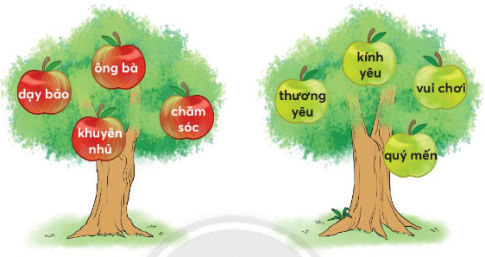 dạy bảo
ông bà
chăm
sóc
khuyên
nhủ
thương
yêu
kính
yêu
vui chơi
quý mến